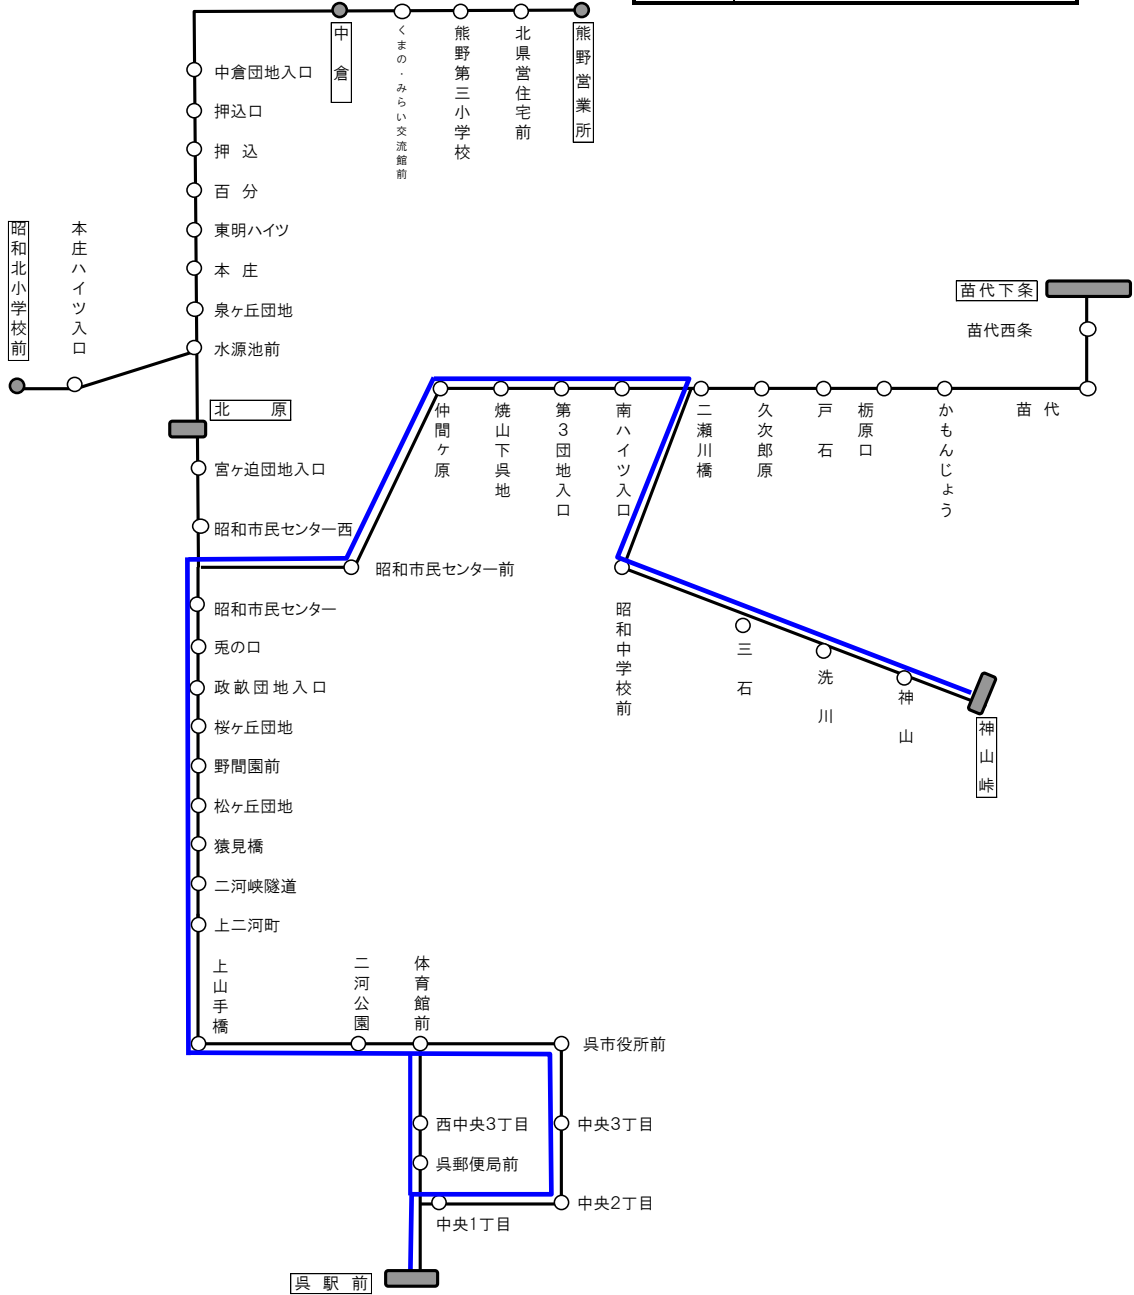 中倉
くまの・みらい交流館前
熊野第三小学校
北県営住宅前
熊野営業所
中倉団地入口
押込口
押 込
百 分
東明ハイツ
本 庄
泉ヶ丘団地
水源池前
昭和北小学校前
本庄ハイツ入口
北 原
宮ヶ迫団地入口
昭和市民センター西
昭和市民センター前
仲間ヶ原
焼山下呉地
第3団地入口
南ハイツ入口
二瀬川橋
久次郎原
戸石
栃原口
かもんじょう
苗 代
苗代西条
苗代下条
昭和中学校前
三石
洗川
神山
神山峠
昭和市民センター
兎の口
政畝団地入口
桜ヶ丘団地
野間園前
松ヶ丘団地
猿見橋
二河峡隧道
上二河町
上山手橋
二河公園
体育館前
呉市役所前
西中央3丁目
中央3丁目
呉郵便局前
中央2丁目
中央1丁目
呉 駅 前